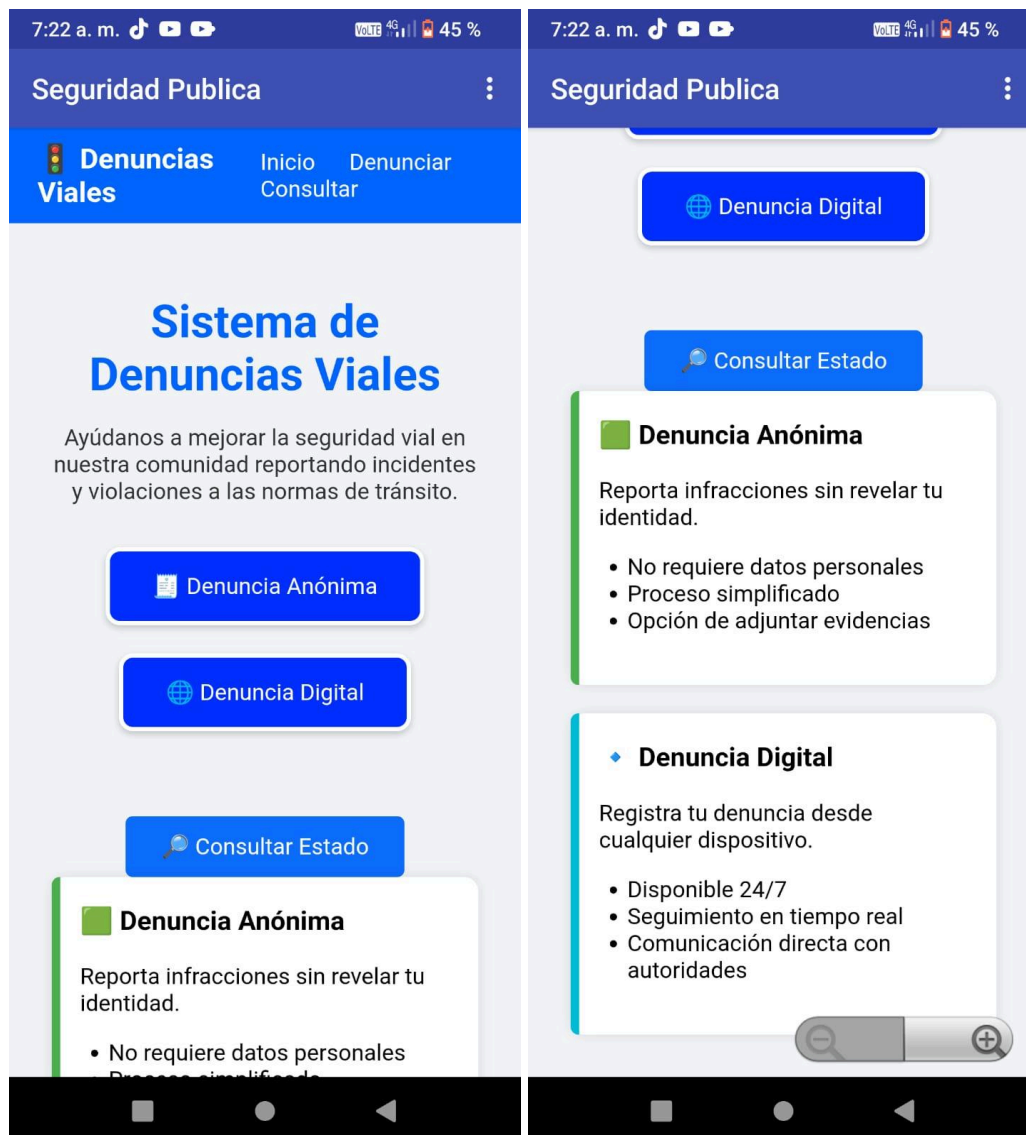 7:22 a. m.
VoLTE 4G 45 %
Seguridad Publica
🚦 Denuncias Viales
Inicio Denunciar
Consultar
Sistema de
Denuncias Viales
Ayúdanos a mejorar la seguridad vial en
nuestra comunidad reportando incidentes
y violaciones a las normas de tránsito.
🧾 Denuncia Anónima
🌐 Denuncia Digital
🔎 Consultar Estado
🟩 Denuncia Anónima
Reporta infracciones sin revelar tu
identidad.
• No requiere datos personales
• Proceso simplificado
7:22 a. m.
VoLTE 4G 45 %
Seguridad Publica
🌐 Denuncia Digital
🔎 Consultar Estado
🟩 Denuncia Anónima
Reporta infracciones sin revelar tu
identidad.
• No requiere datos personales
• Proceso simplificado
• Opción de adjuntar evidencias
🔹 Denuncia Digital
Registra tu denuncia desde
cualquier dispositivo.
• Disponible 24/7
• Seguimiento en tiempo real
• Comunicación directa con
autoridades